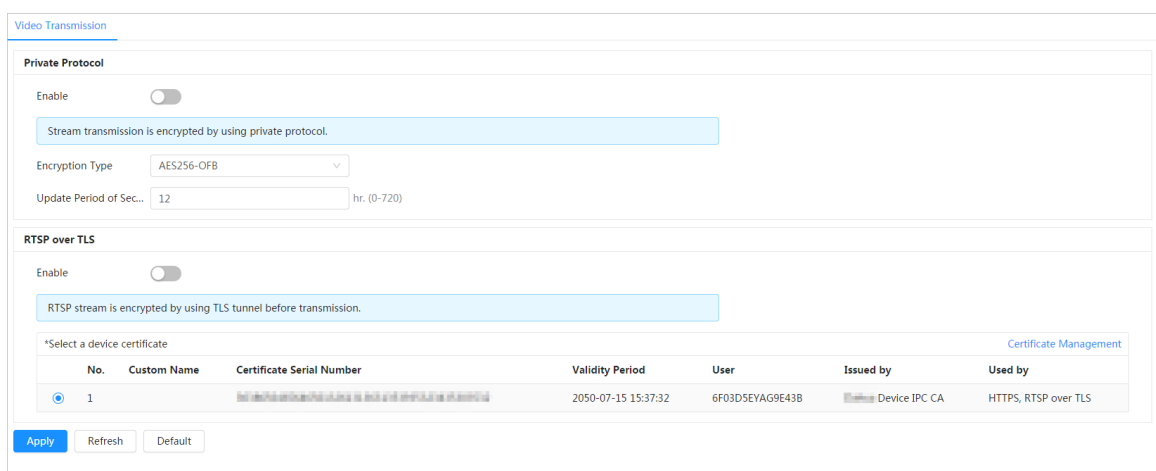 Video Transmission
Private Protocol
Enable
Stream transmission is encrypted by using private protocol.
Encryption Type AES256-OFB
Update Period of Sec... 12 hr. (0-720)
RTSP over TLS
Enable
RTSP stream is encrypted by using TLS tunnel before transmission.
*Select a device certificate Certificate Management
No. Custom Name Certificate Serial Number Validity Period User Issued by Used by
1 2050-07-15 15:37:32 6F03D5EYAG9E43B Device IPC CA HTTPS, RTSP over TLS
Apply Refresh Default